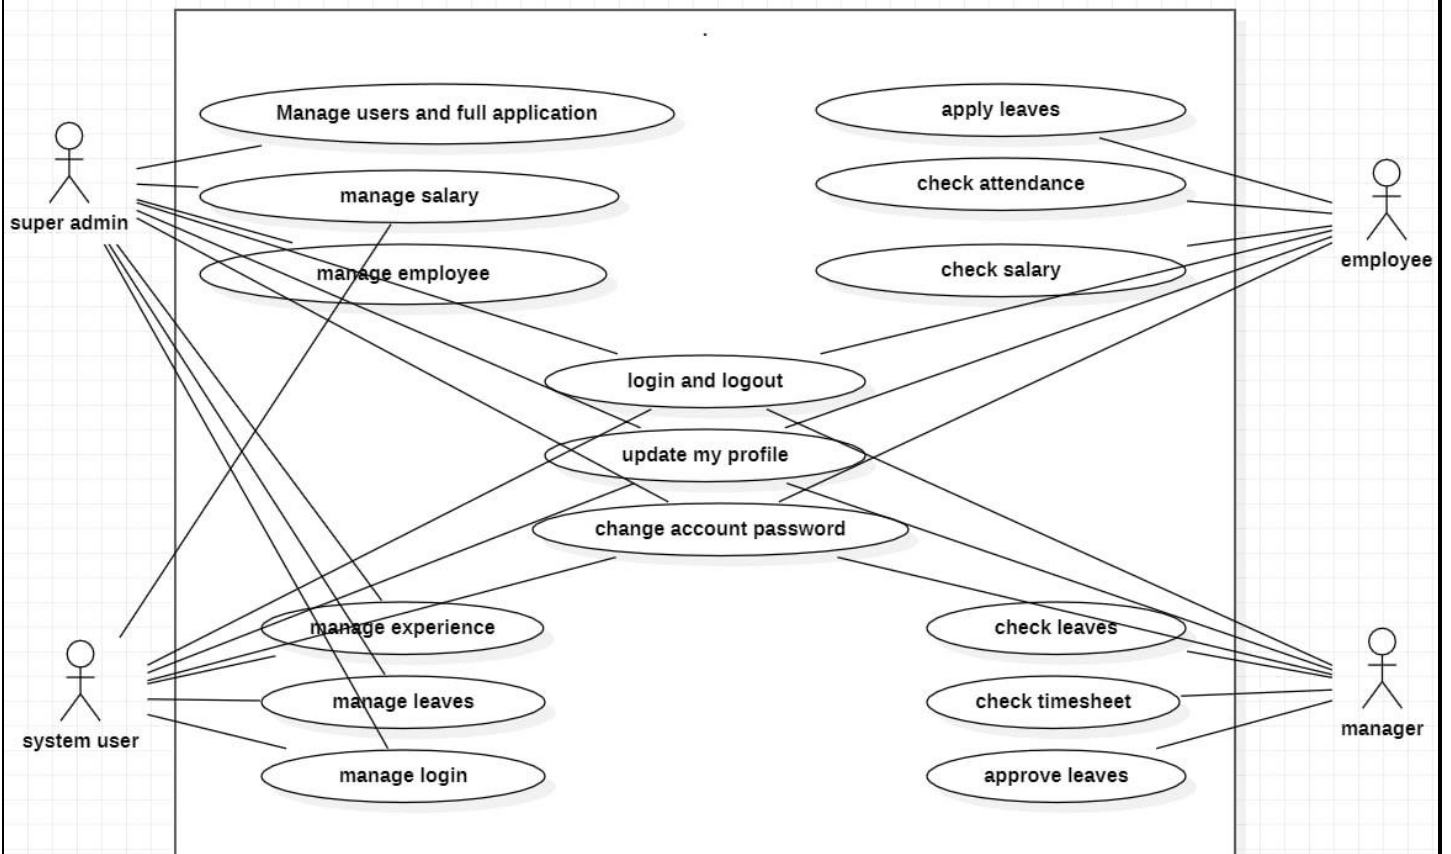 Manage users and full application
apply leaves
super admin
manage salary
check attendance
employee
manage employee
check salary
login and logout
update my profile
change account password
manage experience
check leaves
system user
manage leaves
check timesheet
manager
manage login
approve leaves